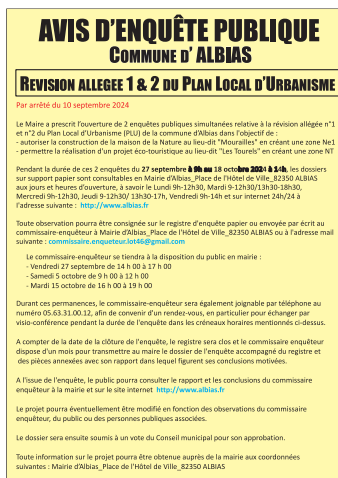 AVIS D'ENQUÊTE PUBLIQUE
COMMUNE D' ALBIAS
REVISION ALLEGEE 1 & 2 DU PLAN LOCAL D'URBANISME
Par arrêté du 10 septembre 2024
Le Maire a prescrit l'ouverture de 2 enquêtes publiques simultanées relative à la révision allégée n°1
et n°2 du Plan Local d'Urbanisme (PLU) de la commune d'Albias dans l'objectif de :
- autoriser la construction de la maison de la Nature au lieu-dit "Mourailles" en créant une zone Ne1
- permettre la réalisation d'un projet éco-touristique au lieu-dit "Les Tourels" en créant une zone NT
Pendant la durée de ces 2 enquêtes du 27 septembre à 9h au 18 octobre 2024 à 14h, les dossiers
sur support papier sont consultables en Mairie d'Albias_Place de l'Hôtel de Ville_82350 ALBIAS
aux jours et heures d'ouverture, à savoir le Lundi 9h-12h30, Mardi 9-12h30/13h30-18h30,
Mercredi 9h-12h30, Jeudi 9-12h30/ 13h30-17h, Vendredi 9h-14h et sur internet 24h/24 à
l'adresse suivante : http://www.albias.fr
Toute observation pourra être consignée sur le registre d'enquête papier ou envoyée par écrit au
commissaire-enquêteur à Mairie d'Albias_Place de l'Hôtel de Ville_82350 ALBIAS ou à l'adresse mail
suivante : commissaire.enqueteur.lot46@gmail.com
Le commissaire-enquêteur se tiendra à la disposition du public en mairie :
- Vendredi 27 septembre de 14 h 00 à 17 h 00
- Samedi 5 octobre de 9 h 00 à 12 h 00
- Mardi 15 octobre de 16 h 00 à 19 h 00
Durant ces permanences, le commissaire-enquêteur sera également joignable par téléphone au
numéro 05.63.31.00.12, afin de convenir d'un rendez-vous, en particulier pour échanger par
visio-conférence pendant la durée de l'enquête dans les créneaux horaires mentionnés ci-dessus.
A compter de la date de la clôture de l'enquête, le registre sera clos et le commissaire enquêteur
dispose d'un mois pour transmettre au maire le dossier de l'enquête accompagné du registre et
des pièces annexées avec son rapport dans lequel figurent ses conclusions motivées.
A l'issue de l'enquête, le public pourra consulter le rapport et les conclusions du commissaire
enquêteur à la mairie et sur le site internet http://www.albias.fr
Le projet pourra éventuellement être modifié en fonction des observations du commissaire
enquêteur, du public ou des personnes publiques associées.
Le dossier sera ensuite soumis à un vote du Conseil municipal pour son approbation.
Toute information sur le projet pourra être obtenue auprès de la mairie aux coordonnées
suivantes : Mairie d'Albias_Place de l'Hôtel de Ville_82350 ALBIAS